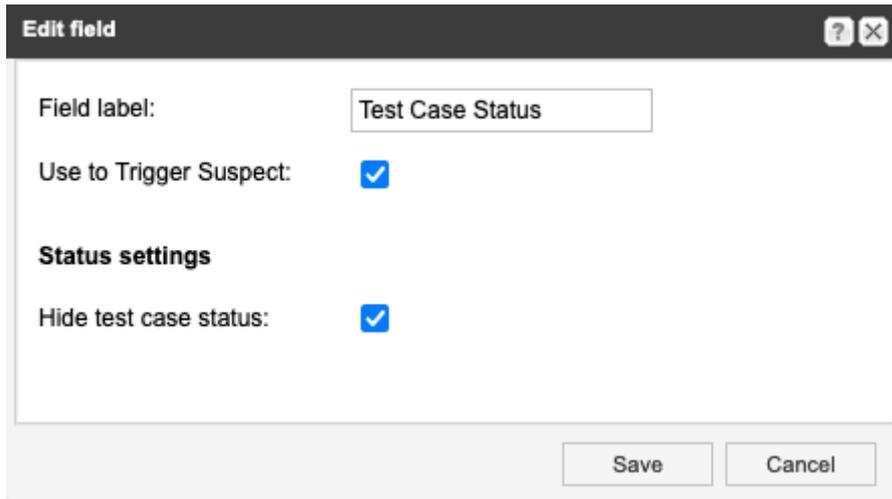 Edit field
?
Field label: Test Case Status
Use to Trigger Suspect:
Status settings
Hide test case status:
Save Cancel